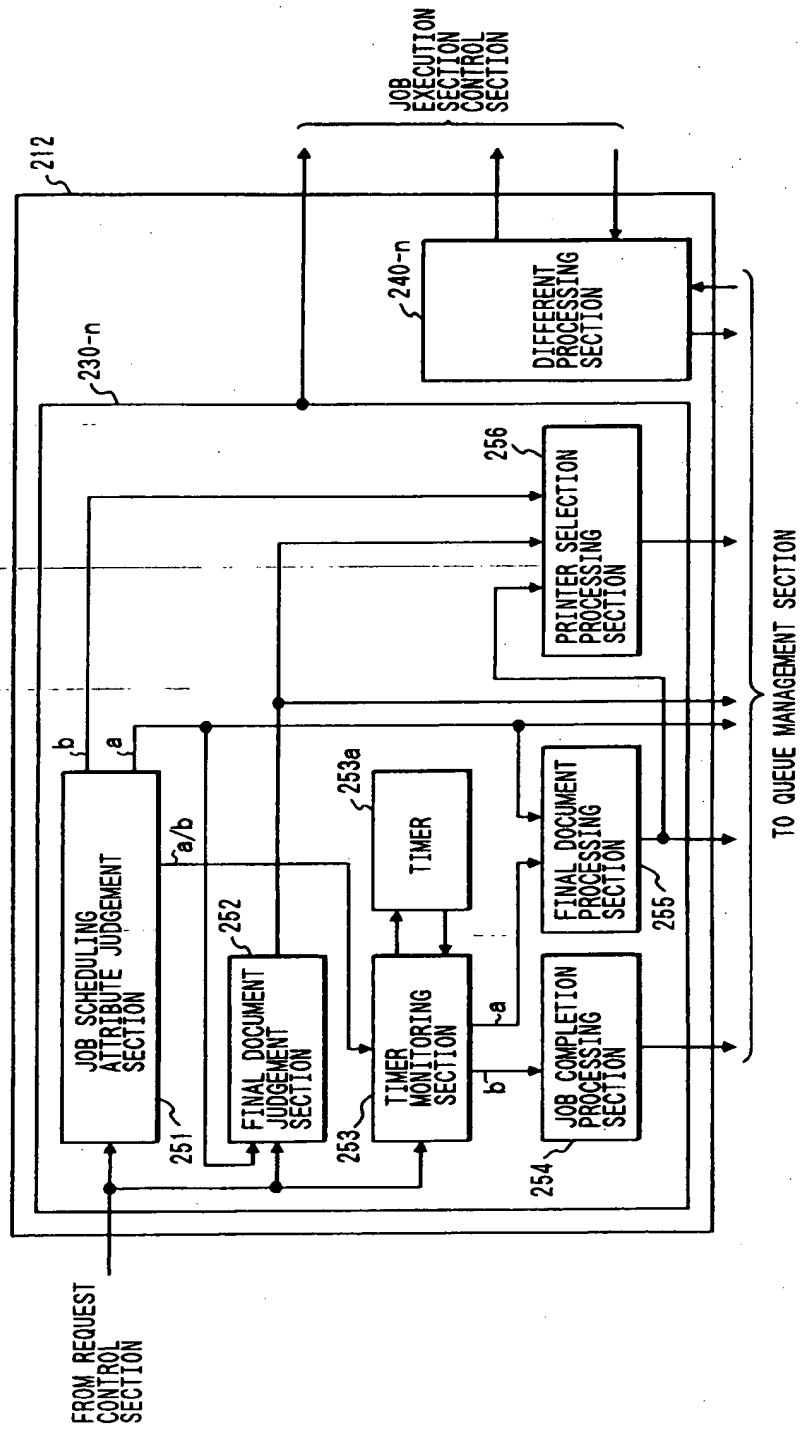 FROM REQUEST
CONTROL
SECTION
212
230-n
JOB SCHEDULING
ATTRIBUTE JUDGEMENT
SECTION
251
b
a
a/b
FINAL DOCUMENT
JUDGEMENT
SECTION
252
253
TIMER
MONITORING
SECTION
253a
TIMER
b
a
JOB COMPLETION
PROCESSING
SECTION
254
FINAL DOCUMENT
PROCESSING
SECTION
255
256
PRINTER SELECTION
PROCESSING
SECTION
240-n
DIFFERENT
PROCESSING
SECTION
JOB
EXECUTION
SECTION
CONTROL
SECTION
TO QUEUE MANAGEMENT SECTION